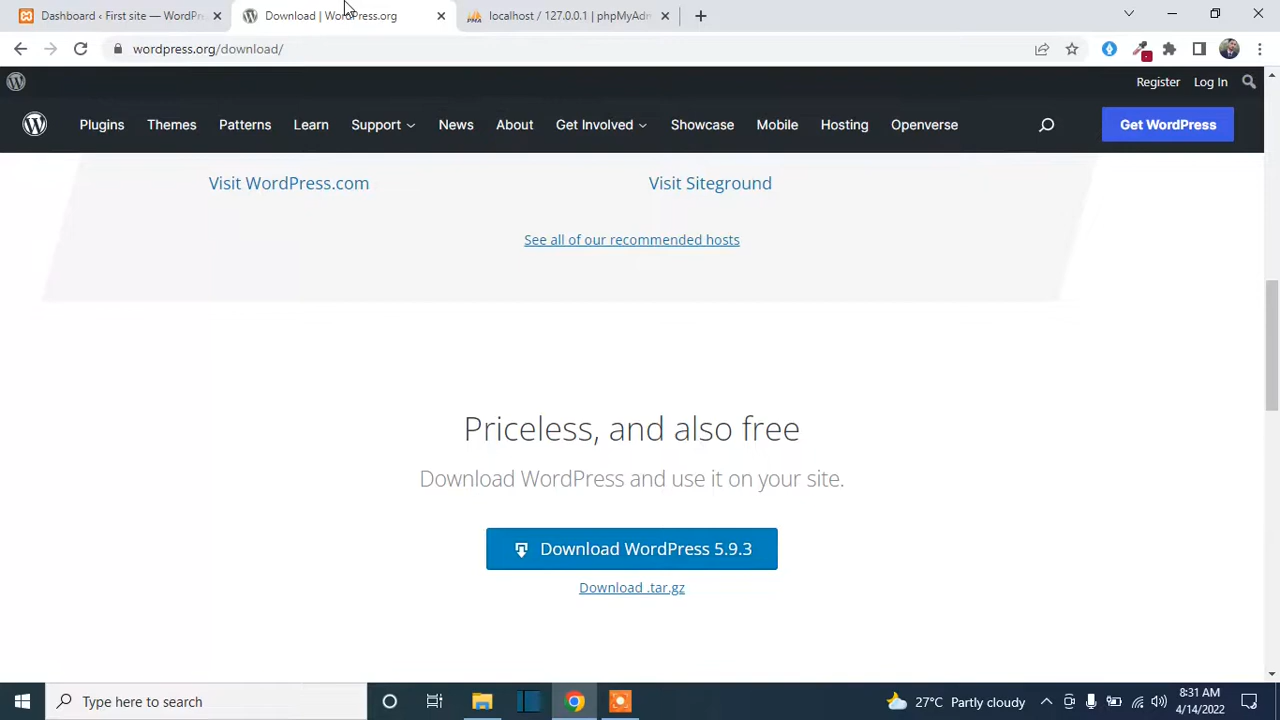 Dashboard ‹ First site — WordPr
Download | WordPress.org
localhost / 127.0.0.1 | phpMyAdm
wordpress.org/download/
Register
Log In
Plugins
Themes
Patterns
Learn
Support
News
About
Get Involved
Showcase
Mobile
Hosting
Openverse
Get WordPress
Visit WordPress.com
Visit Siteground
See all of our recommended hosts
Priceless, and also free
Download WordPress and use it on your site.
Download WordPress 5.9.3
Download .tar.gz
Type here to search
27°C Partly cloudy
8:31 AM
4/14/2022